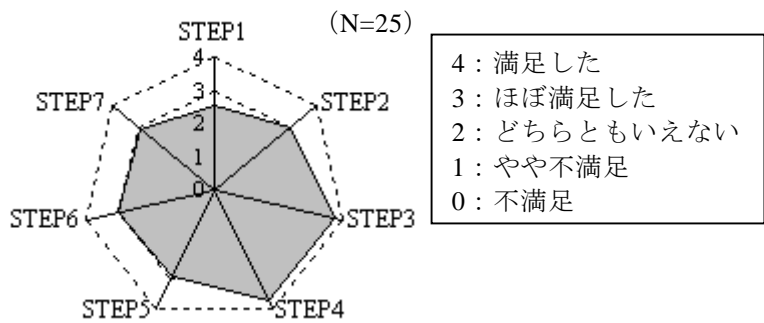 （N=25）
STEP1
4
3
2
1
0
STEP2
STEP3
STEP4
STEP5
STEP6
STEP7
4：満足した
3：ほぼ満足した
2：どちらともいえない
1：やや不満足
0：不満足